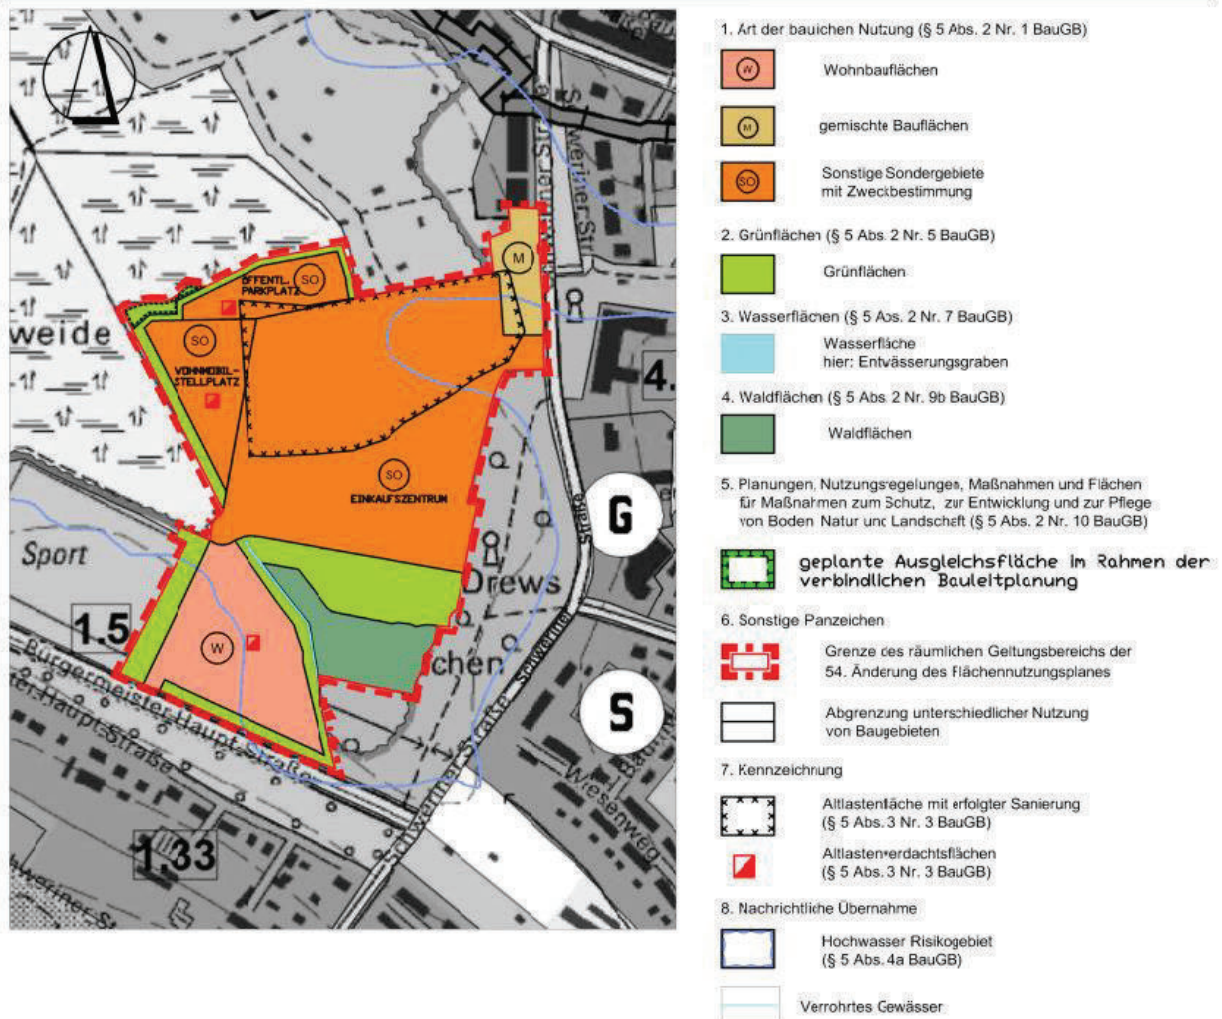 weide
Sport
ÖFFENTL.
PARKPLATZ
SO
SO
WOHNMOBIL-
STELLPLATZ
SO
EINKAUFSZENTRUM
M
W
G
S
4.
1.5
1.33
Drews
chen
Schweriner Straße
Bürgermeister-Haupt-Straße
Wiesenweg
1. Art der baulichen Nutzung (§ 5 Abs. 2 Nr. 1 BauGB)
W
Wohnbauflächen
M
gemischte Bauflächen
SO
Sonstige Sondergebiete
mit Zweckbestimmung
2. Grünflächen (§ 5 Abs. 2 Nr. 5 BauGB)
Grünflächen
3. Wasserflächen (§ 5 Abs. 2 Nr. 7 BauGB)
Wasserfläche
hier: Entwässerungsgraben
4. Waldflächen (§ 5 Abs. 2 Nr. 9b BauGB)
Waldflächen
5. Planungen, Nutzungsregelungen, Maßnahmen und Flächen
für Maßnahmen zum Schutz, zur Entwicklung und zur Pflege
von Boden Natur und Landschaft (§ 5 Abs. 2 Nr. 10 BauGB)
geplante Ausgleichsfläche im Rahmen der
verbindlichen Bauleitplanung
6. Sonstige Panzeichen
Grenze des räumlichen Geltungsbereichs der
54. Änderung des Flächennutzungsplanes
Abgrenzung unterschiedlicher Nutzung
von Baugebieten
7. Kennzeichnung
Altlastenfläche mit erfolgter Sanierung
(§ 5 Abs. 3 Nr. 3 BauGB)
Altlastenverdachtsflächen
(§ 5 Abs. 3 Nr. 3 BauGB)
8. Nachrichtliche Übernahme
Hochwasser Risikogebiet
(§ 5 Abs. 4a BauGB)
Verrohrtes Gewässer